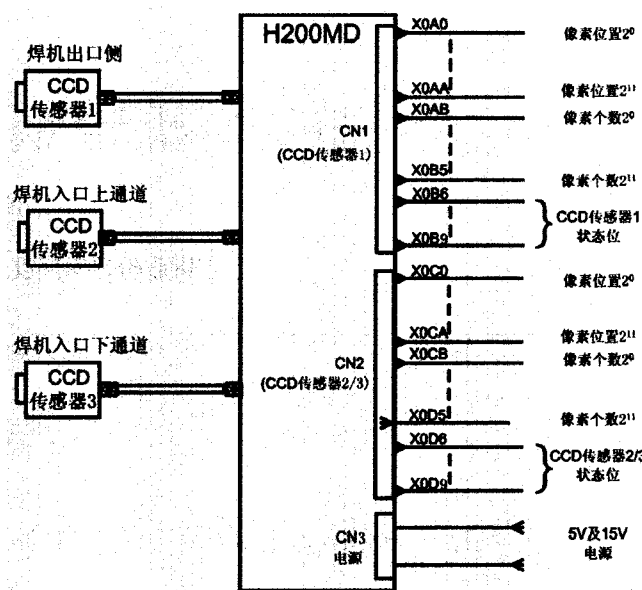 H200MD
焊机出口侧
CCD
传感器1
焊机入口上通道
CCD
传感器2
焊机入口下通道
CCD
传感器3
CN1
(CCD传感器1)
CN2
(CCD传感器2/3)
CN3
电源
X0A0
像素位置2⁰
X0AA
像素位置2¹¹
X0AB
像素个数2⁰
X0B5
像素个数2¹¹
X0B6
X0B9
CCD传感器1
状态位
X0C0
像素位置2⁰
X0CA
像素位置2¹¹
X0CB
像素个数2⁰
X0D5
像素个数2¹¹
X0D6
X0D9
CCD传感器2/3
状态位
5V及15V
电源